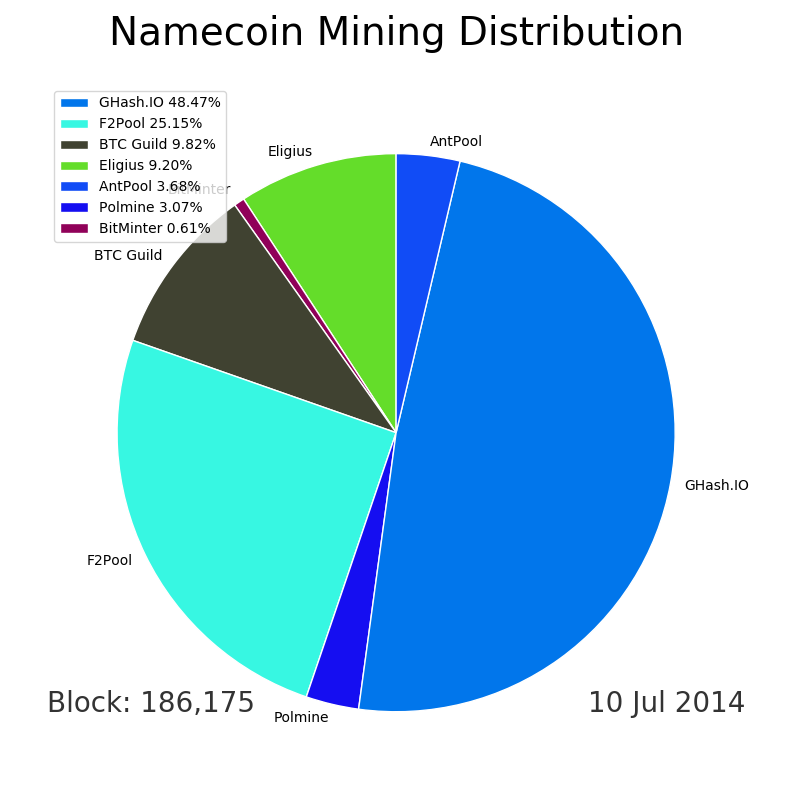 Namecoin Mining Distribution
GHash.IO 48.47%
F2Pool 25.15%
BTC Guild 9.82%
Eligius 9.20%
AntPool 3.68%
Polmine 3.07%
BitMinter 0.61%
AntPool
Eligius
BitMinter
BTC Guild
GHash.IO
F2Pool
Polmine
Block: 186,175
10 Jul 2014